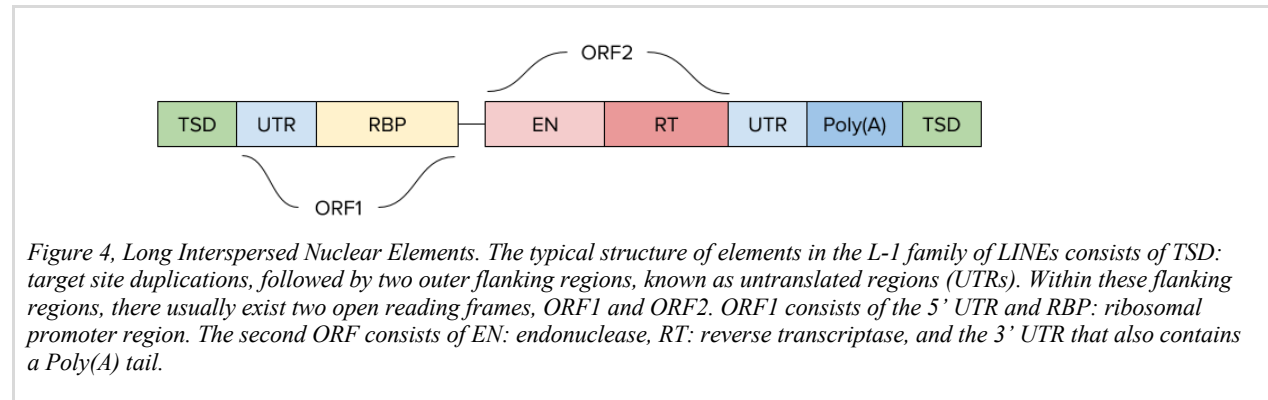 ORF2
TSD UTR RBP EN RT UTR Poly(A) TSD
ORF1
Figure 4, Long Interspersed Nuclear Elements. The typical structure of elements in the L-1 family of LINEs consists of TSD:
target site duplications, followed by two outer flanking regions, known as untranslated regions (UTRs). Within these flanking
regions, there usually exist two open reading frames, ORF1 and ORF2. ORF1 consists of the 5’ UTR and RBP: ribosomal
promoter region. The second ORF consists of EN: endonuclease, RT: reverse transcriptase, and the 3’ UTR that also contains
a Poly(A) tail.